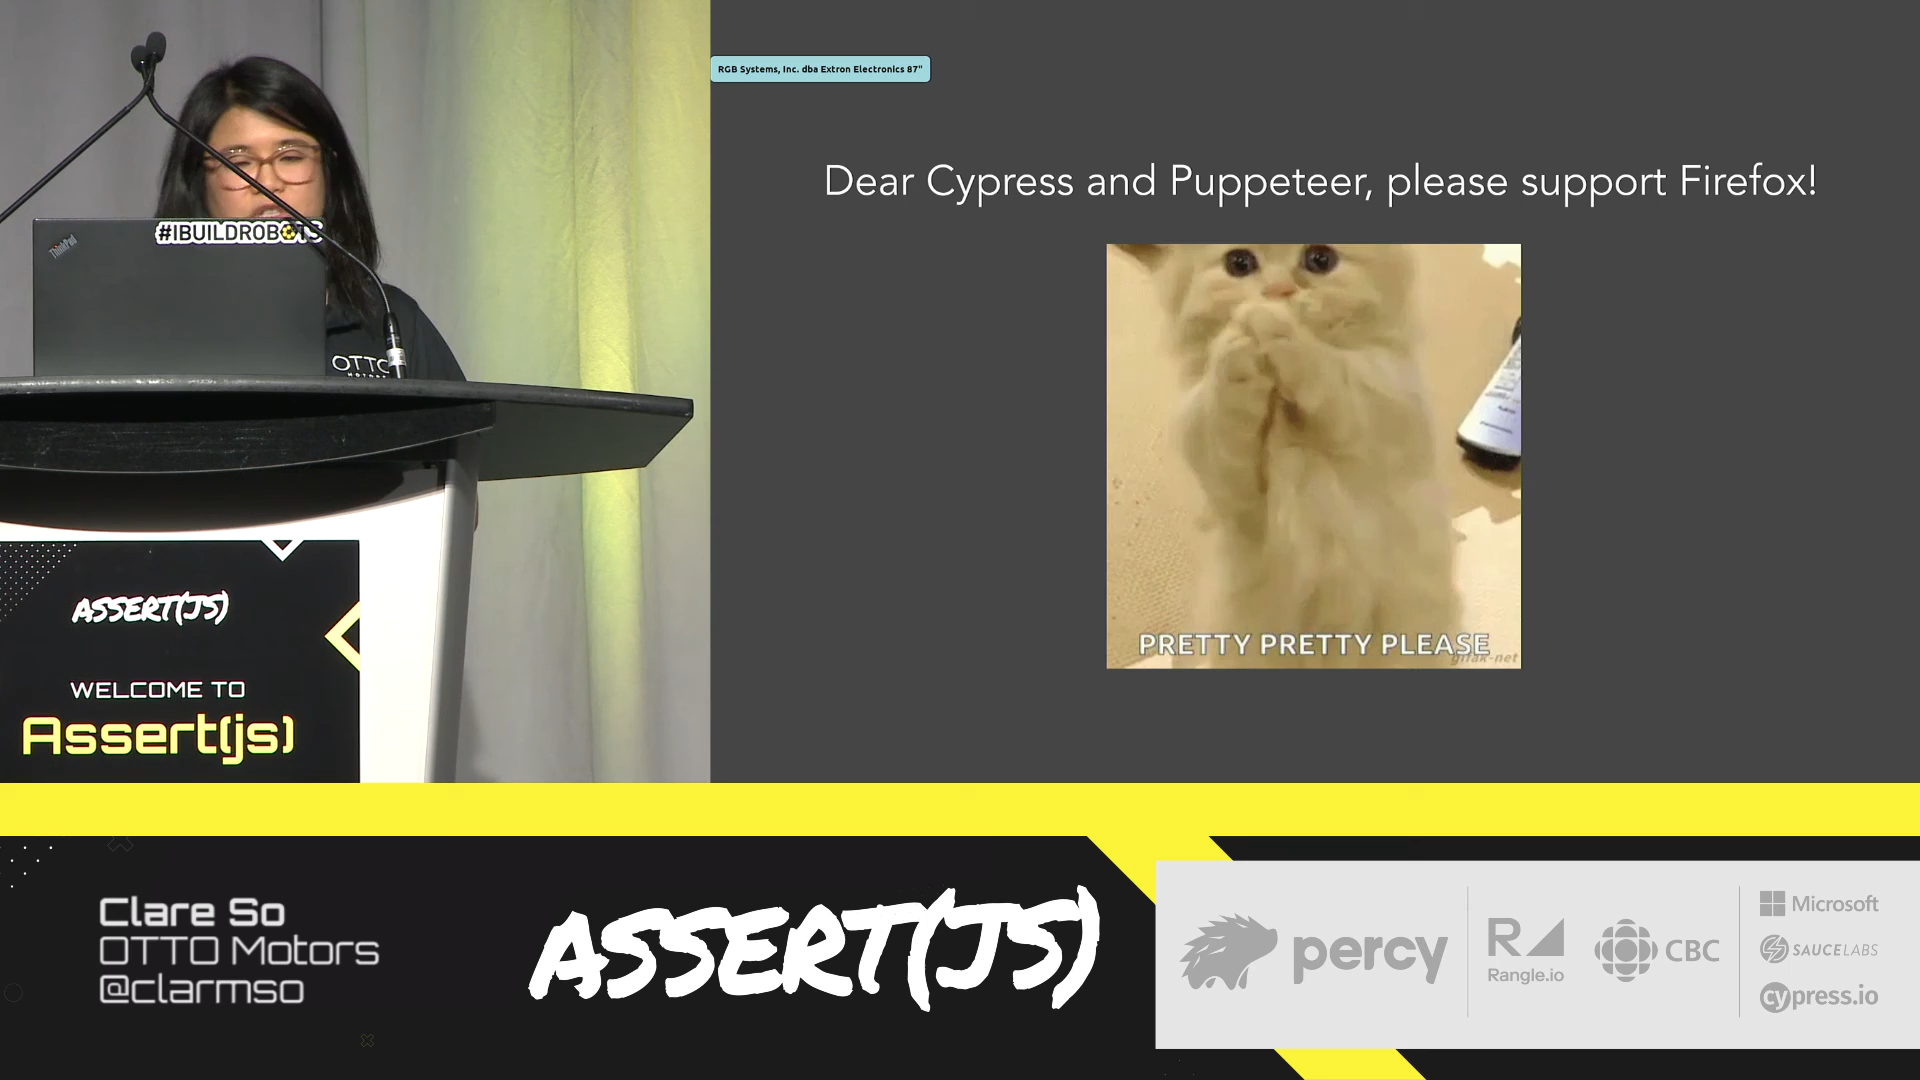 RGB Systems, Inc. dba Extron Electronics 87"
Dear Cypress and Puppeteer, please support Firefox!
PRETTY PRETTY PLEASE
gifak-net
#IBUILDROBOTS
ThinkPad
OTTO
MOTORS
ASSERT(JS)
WELCOME TO
Assert(js)
Clare So
OTTO Motors
@clarmso
ASSERT(JS)
percy
R
Rangle.io
CBC
Microsoft
SAUCELABS
cypress.io